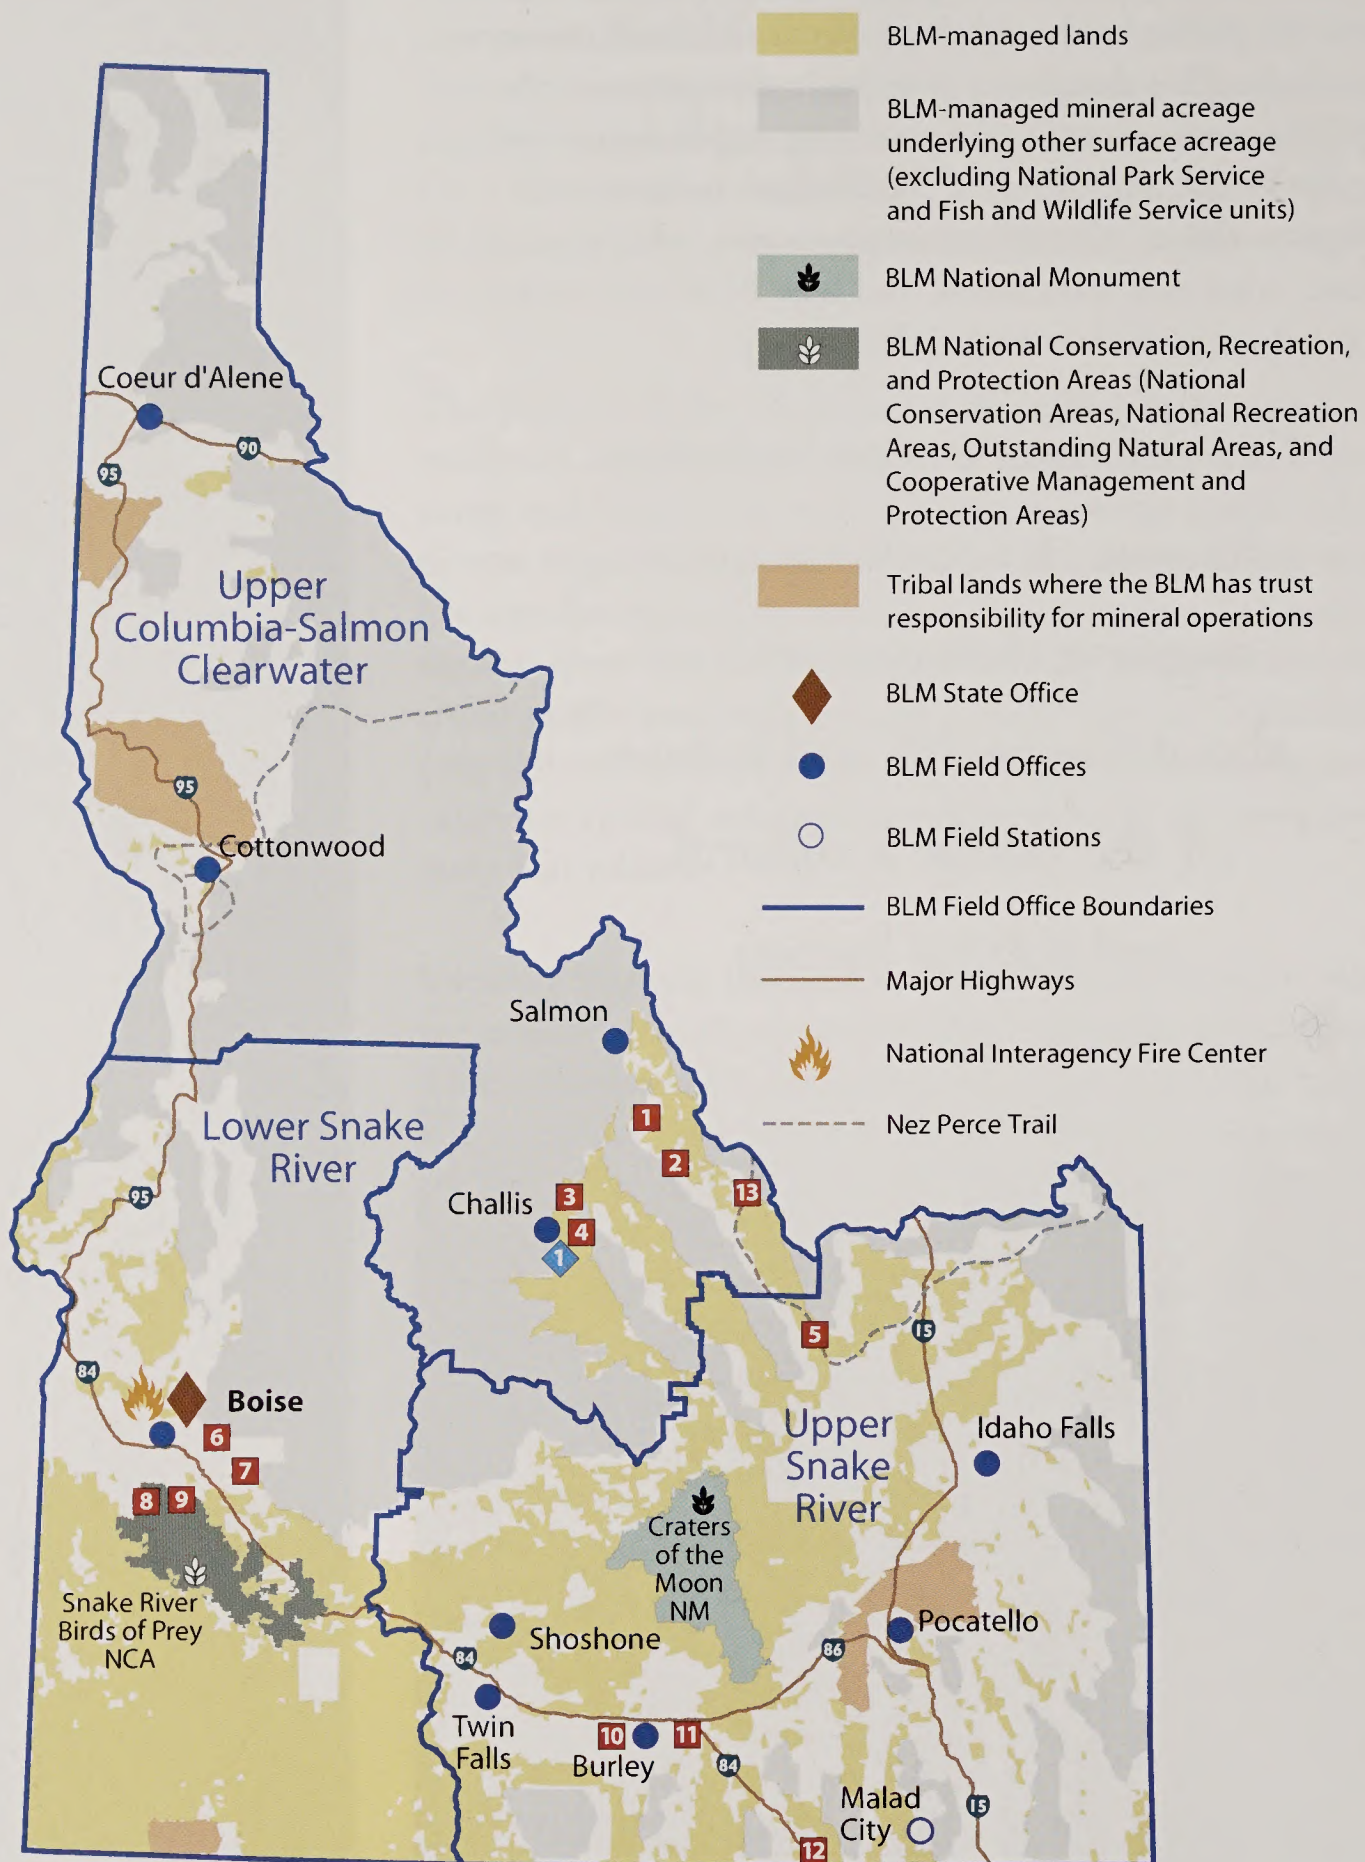 BLM-managed lands
BLM-managed mineral acreage
underlying other surface acreage
(excluding National Park Service
and Fish and Wildlife Service units)
BLM National Monument
BLM National Conservation, Recreation,
and Protection Areas (National
Conservation Areas, National Recreation
Areas, Outstanding Natural Areas, and
Cooperative Management and
Protection Areas)
Tribal lands where the BLM has trust
responsibility for mineral operations
BLM State Office
BLM Field Offices
BLM Field Stations
BLM Field Office Boundaries
Major Highways
National Interagency Fire Center
Nez Perce Trail
Coeur d'Alene
90
95
Upper
Columbia-Salmon
Clearwater
95
Cottonwood
Salmon
Lower Snake
River
1
2
13
95
Challis
3
4
1
5
15
84
Boise
6
7
8
9
Upper
Snake
River
Idaho Falls
Craters
of the
Moon
NM
Snake River
Birds of Prey
NCA
Shoshone
Pocatello
84
86
Twin
Falls
10
11
Burley
84
Malad
City
15
12